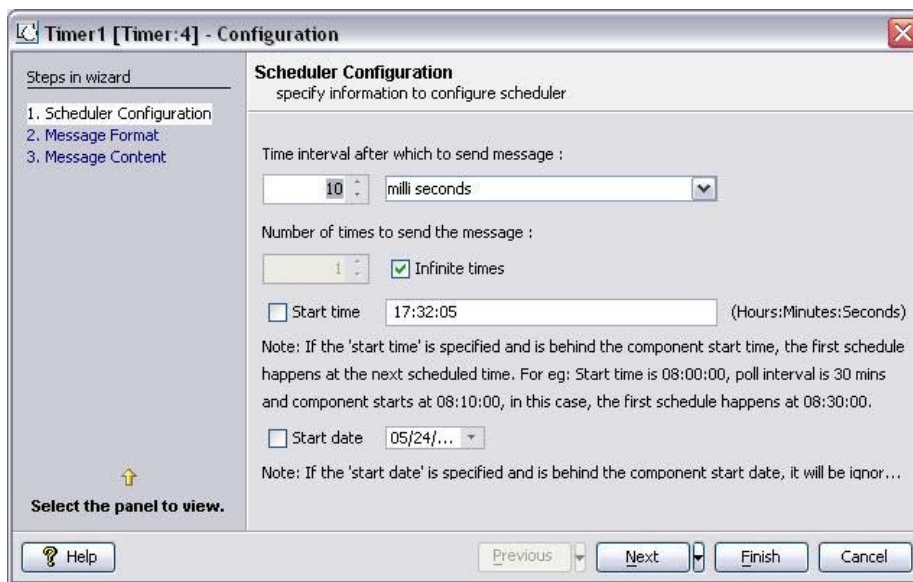 Timer1 [Timer:4] - Configuration
Steps in wizard
1. Scheduler Configuration
2. Message Format
3. Message Content
Select the panel to view.
Scheduler Configuration
specify information to configure scheduler
Time interval after which to send message :
10 milli seconds
Number of times to send the message :
1 Infinite times
Start time 17:32:05 (Hours:Minutes:Seconds)
Note: If the 'start time' is specified and is behind the component start time, the first schedule
happens at the next scheduled time. For eg: Start time is 08:00:00, poll interval is 30 mins
and component starts at 08:10:00, in this case, the first schedule happens at 08:30:00.
Start date 05/24/...
Note: If the 'start date' is specified and is behind the component start date, it will be ignor...
? Help Previous Next Finish Cancel